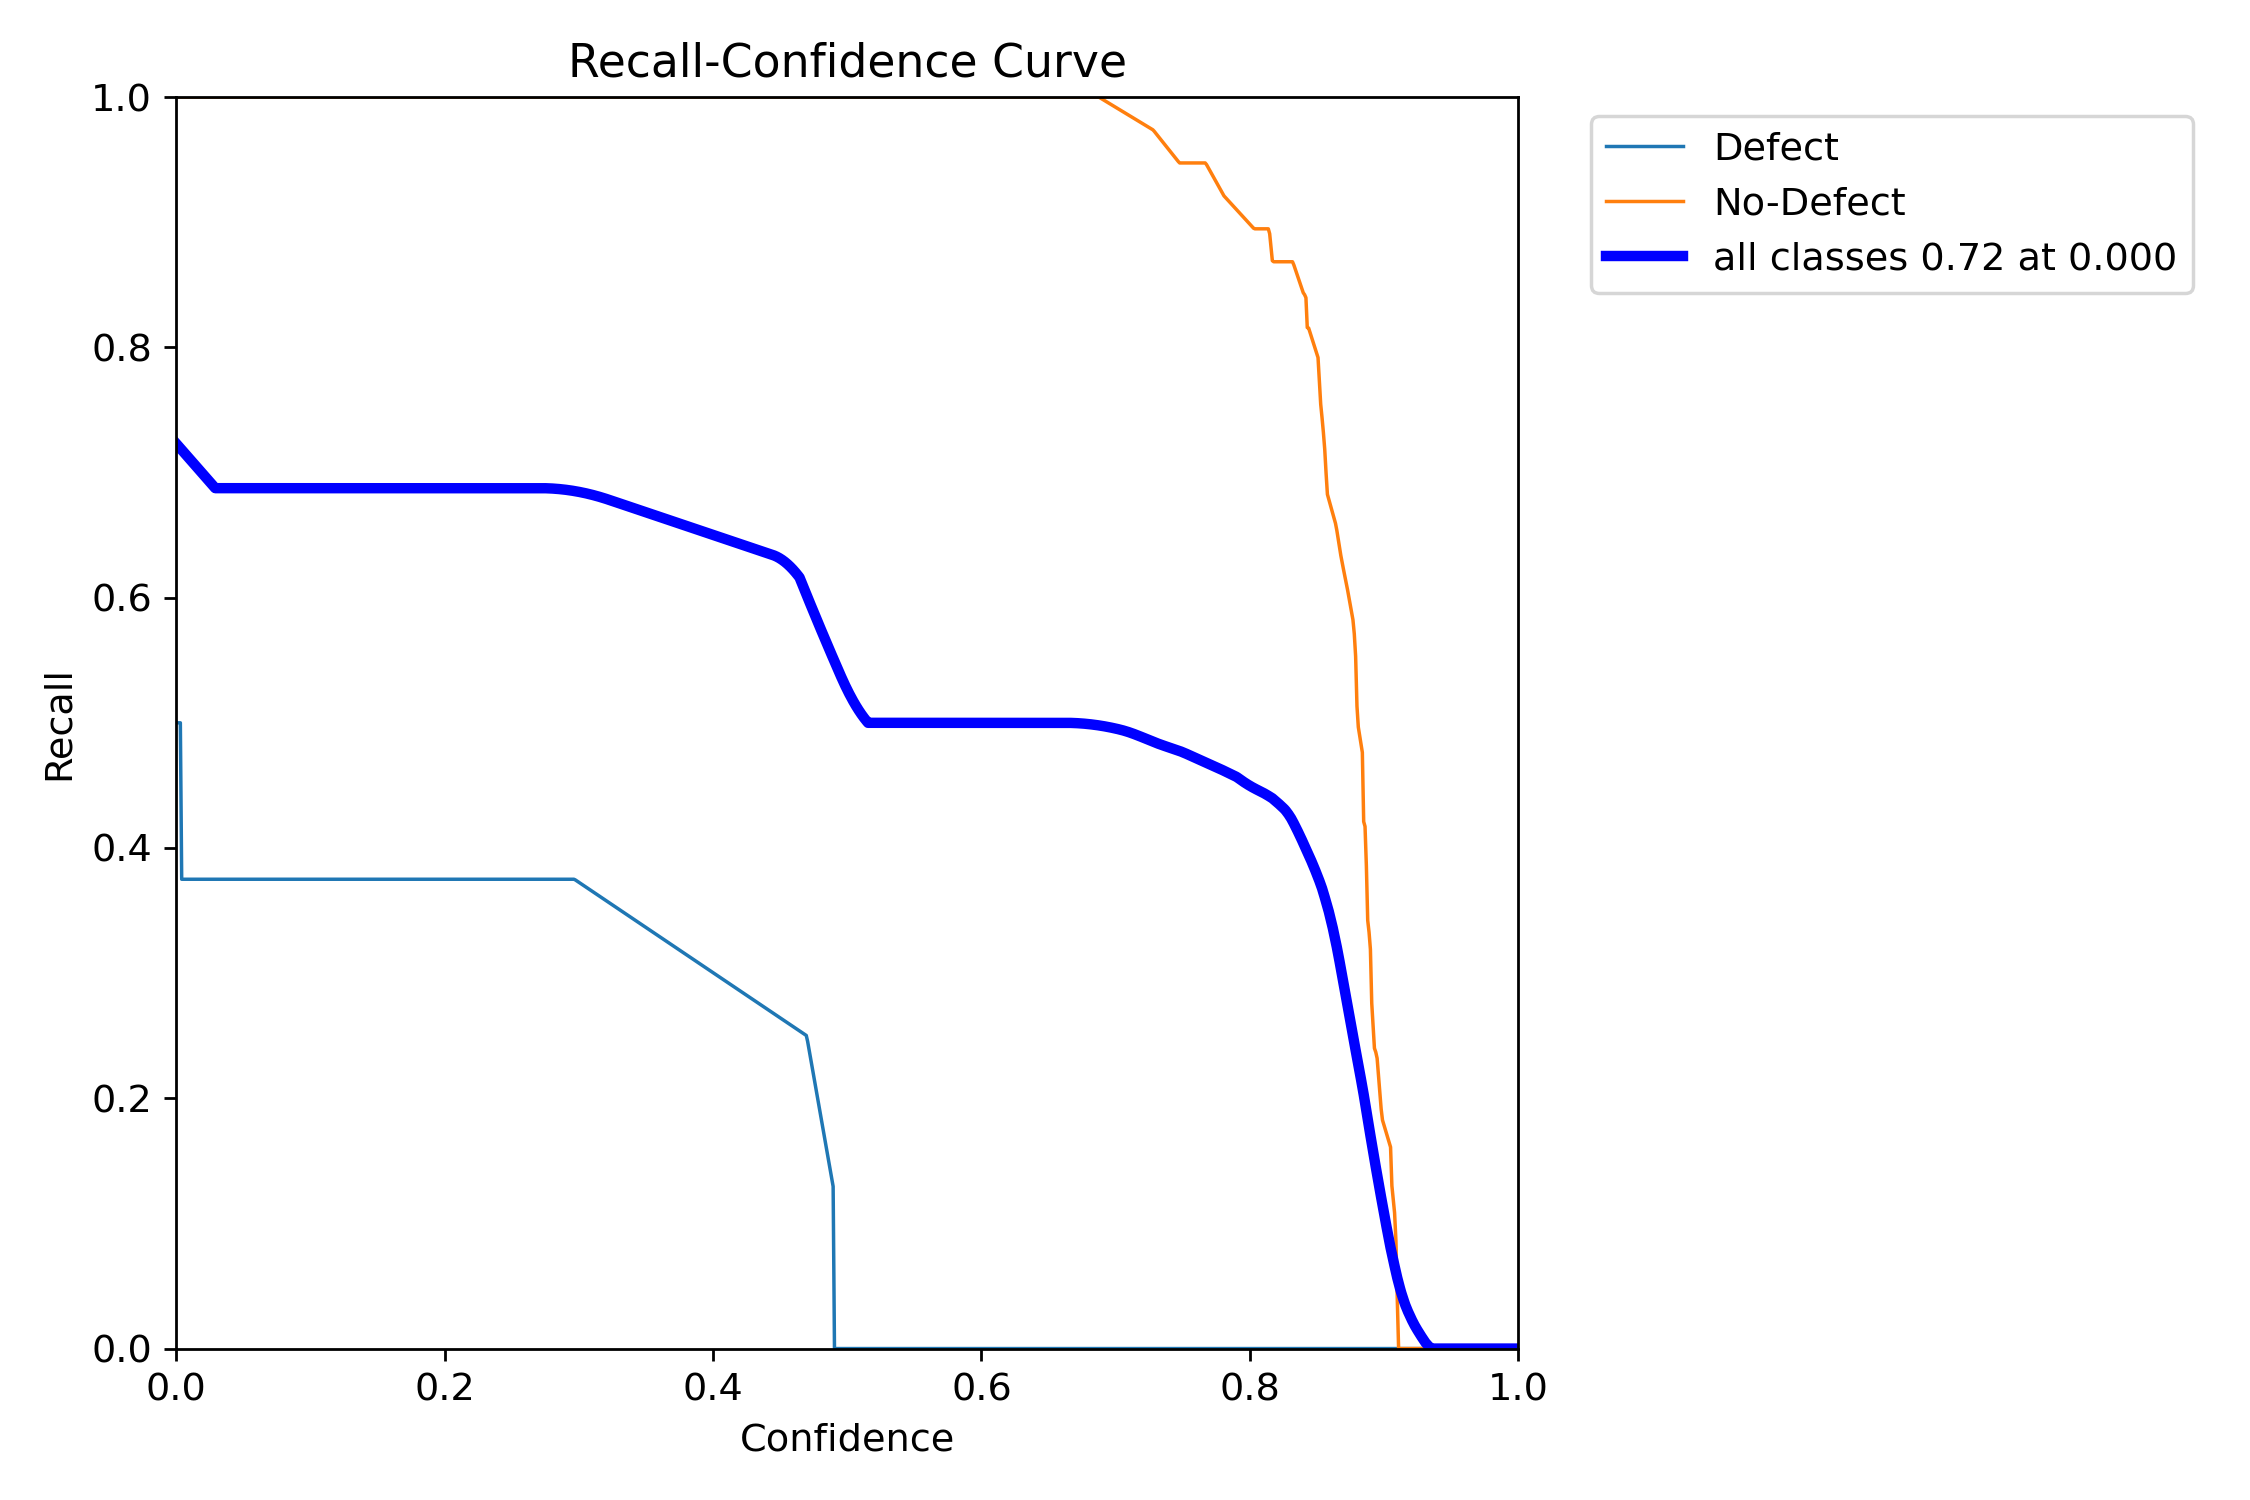 Recall-Confidence Curve
1.0
0.8
0.6
0.4
0.2
0.0
Recall
0.0 0.2 0.4 0.6 0.8 1.0
Confidence
Defect
No-Defect
all classes 0.72 at 0.000